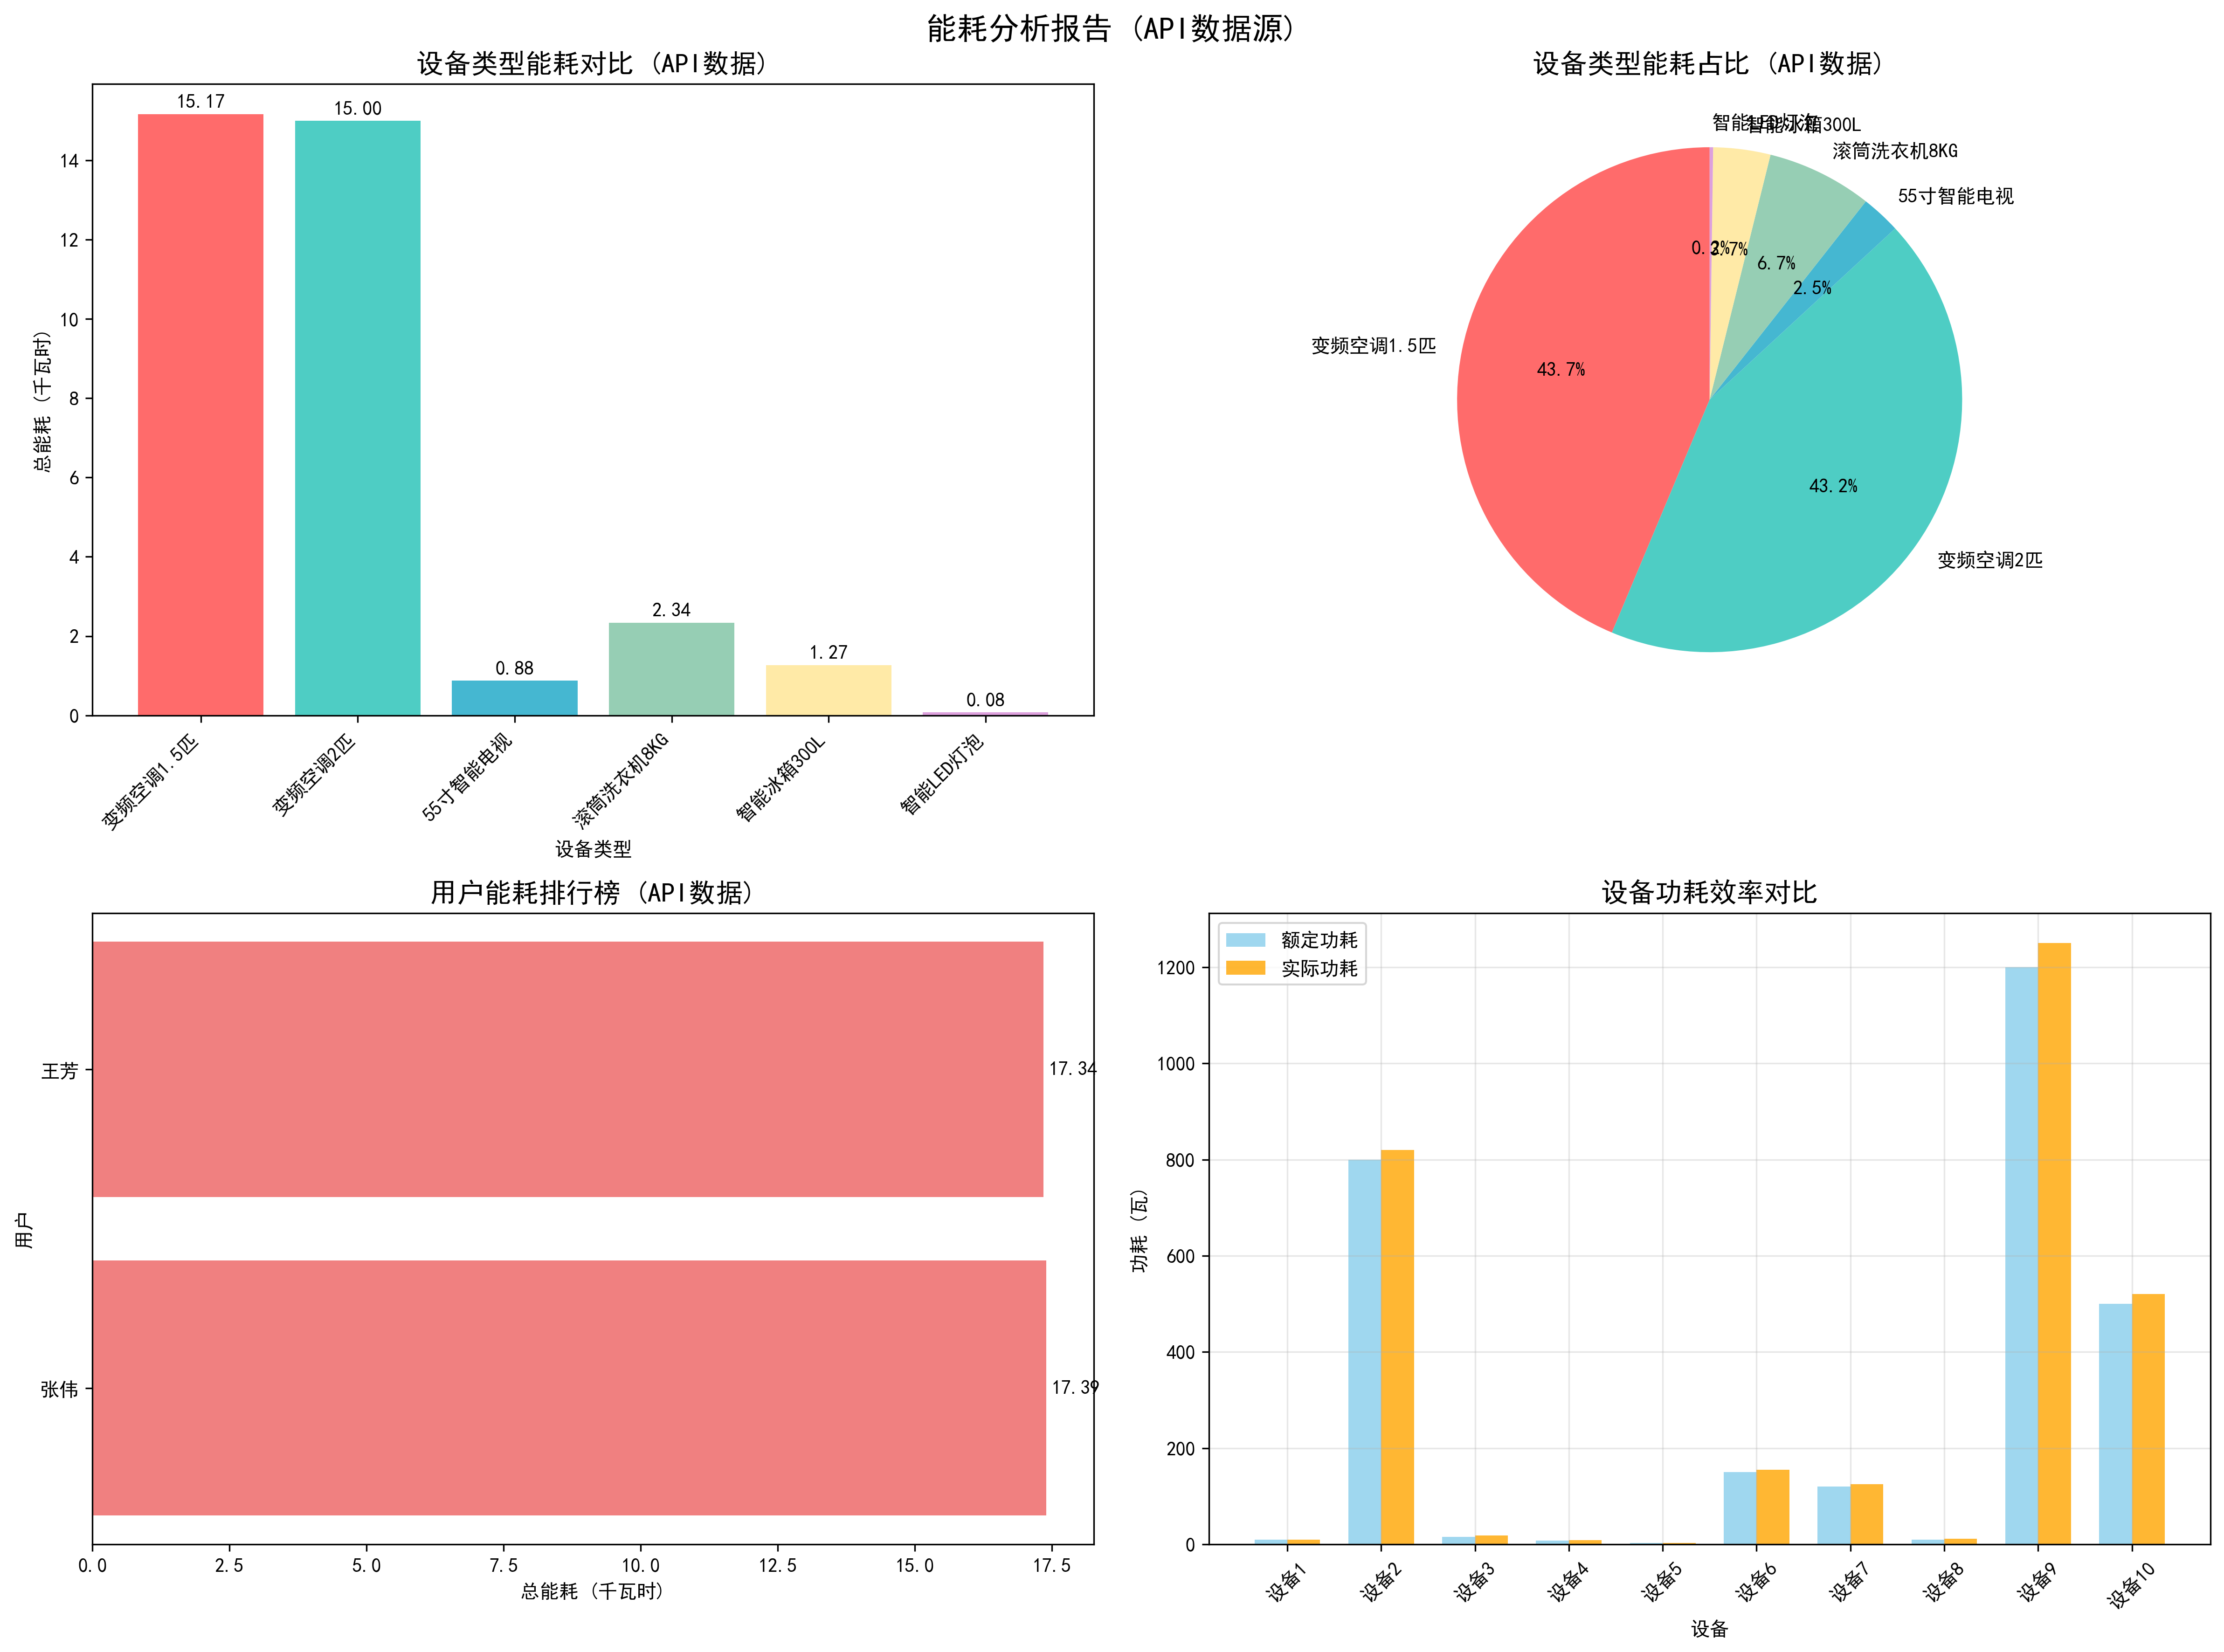 能耗分析报告 (API数据源)
设备类型能耗对比 (API数据)
总能耗 (千瓦时)
14
12
10
8
6
4
2
0
15.17
15.00
0.88
2.34
1.27
0.08
变频空调1.5匹
变频空调2匹
55寸智能电视
滚筒洗衣机8KG
智能冰箱300L
智能LED灯泡
设备类型
设备类型能耗占比 (API数据)
智能LED灯泡
智能冰箱300L
滚筒洗衣机8KG
55寸智能电视
变频空调1.5匹
变频空调2匹
0.2%
3.7%
6.7%
2.5%
43.7%
43.2%
用户能耗排行榜 (API数据)
用户
王芳
张伟
17.34
17.39
0.0
2.5
5.0
7.5
10.0
12.5
15.0
17.5
总能耗 (千瓦时)
设备功耗效率对比
额定功耗
实际功耗
功耗 (瓦)
1200
1000
800
600
400
200
0
设备1
设备2
设备3
设备4
设备5
设备6
设备7
设备8
设备9
设备10
设备